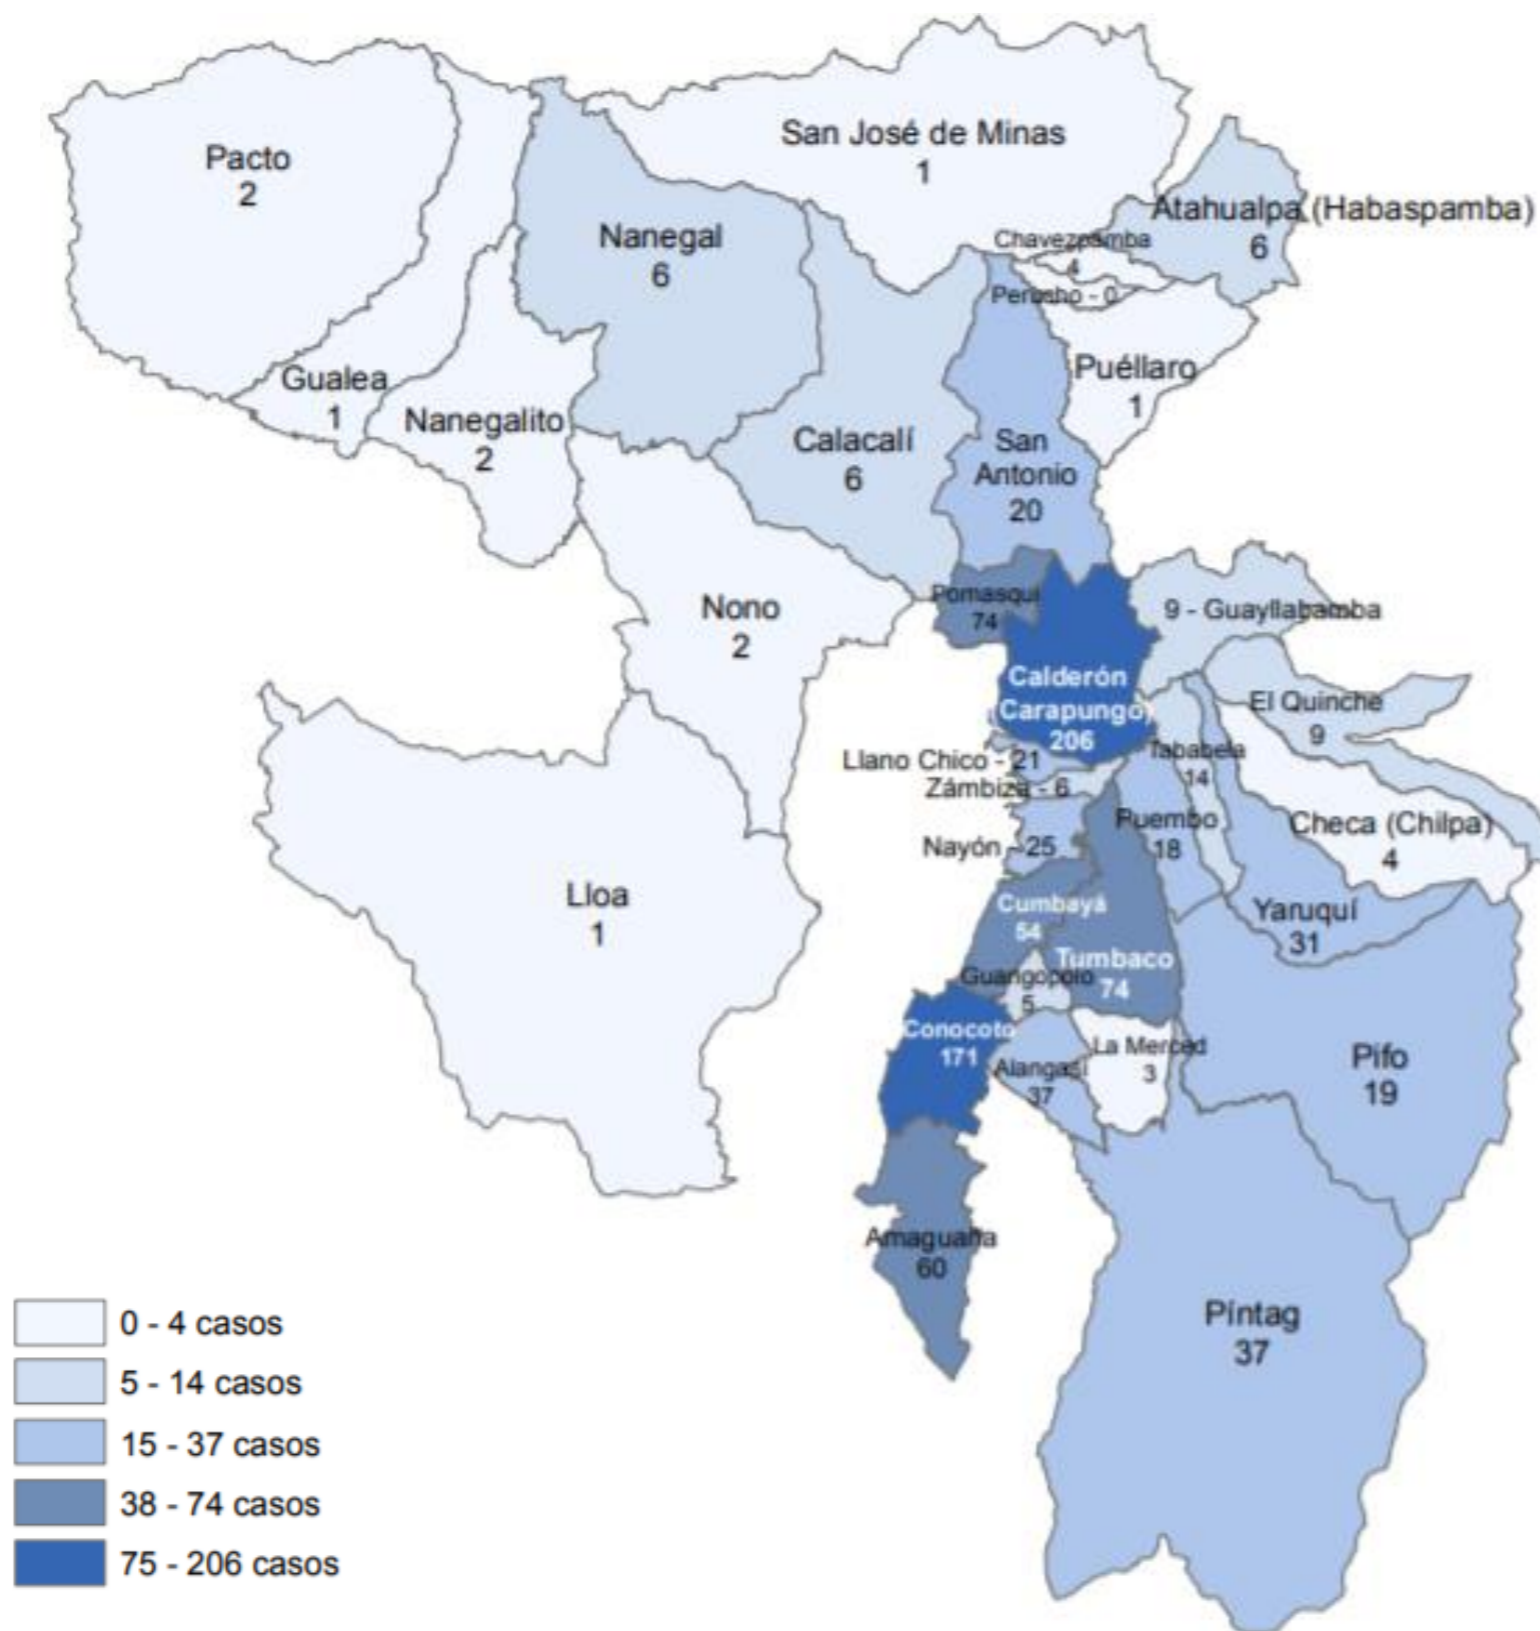 San José de Minas
1
Pacto
2
Atahualpa (Habaspamba)
6
Nanegal
6
Chavezpamba
4
Perucho - 0
Puéllaro
1
Gualea
1
Nanegalito
2
Calacalí
6
San
Antonio
20
Pomasqui
74
Nono
2
9 - Guayllabamba
Calderón
(Carapungo)
206
El Quinche
9
Llano Chico - 21
Tababela
14
Zámbiza - 6
Puembo
18
Checa (Chilpa)
4
Nayón - 25
Lloa
1
Cumbayá
54
Yaruquí
31
Tumbaco
74
Guangopolo
5
Conocoto
171
La Merced
3
Alangasí
37
Pifo
19
Amaguaña
60
Píntag
37
0 - 4 casos
5 - 14 casos
15 - 37 casos
38 - 74 casos
75 - 206 casos